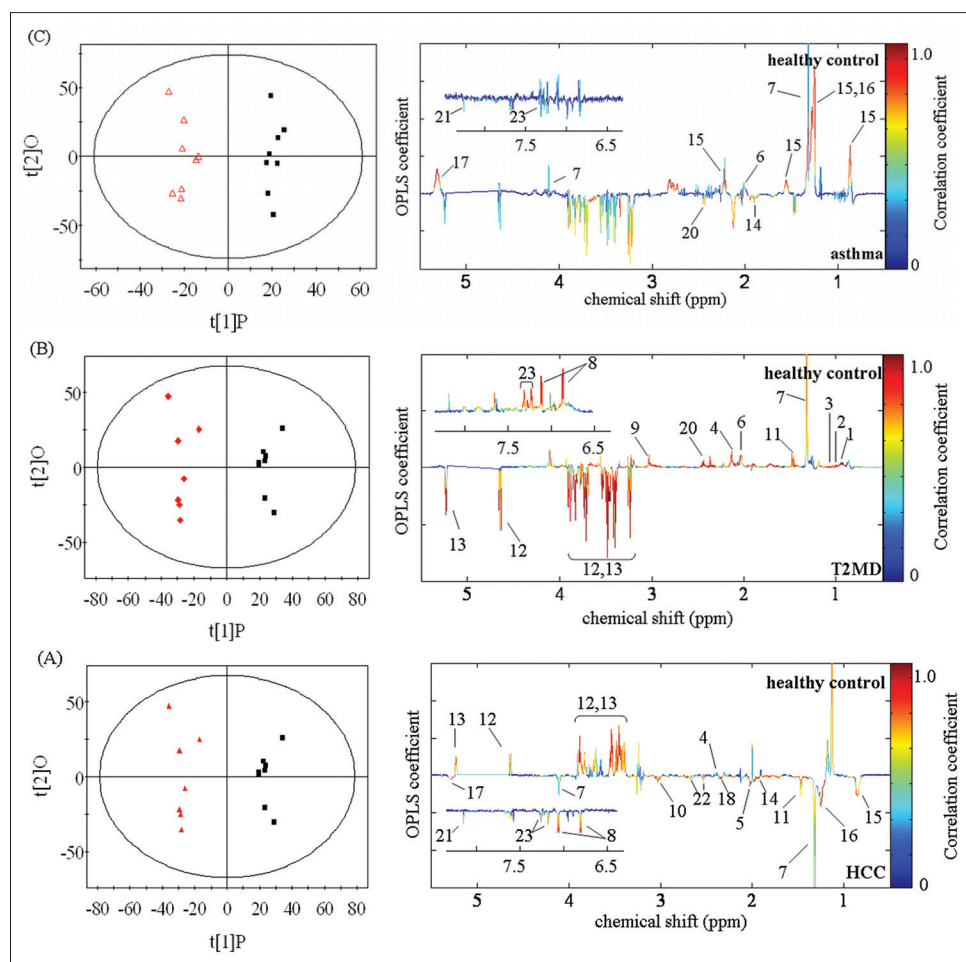 (C)
50
0
-50
t[2]O
-60 -40 -20 0 20 40 60
t[1]P
healthy control
7
15,16
15
6
15
15
7
17
20
14
21
23
7.5 6.5
asthma
OPLS coefficient
5 4 3 2 1
chemical shift (ppm)
1.0
0
Correlation coefficient
(B)
50
0
-50
t[2]O
-80 -60 -40 -20 0 20 40 60 80
t[1]P
healthy control
23
8
7.5 6.5
9
20
4
6
11
7
3
2
1
13
12
12,13
T2MD
OPLS coefficient
5 4 3 2 1
chemical shift (ppm)
1.0
0
Correlation coefficient
(A)
50
0
-50
t[2]O
-80 -60 -40 -20 0 20 40 60 80
t[1]P
healthy control
13
12
12,13
4
17
7
10
22
18
5
14
11
16
15
7
21
23
8
7.5 6.5
HCC
OPLS coefficient
5 4 3 2 1
chemical shift (ppm)
1.0
0
Correlation coefficient